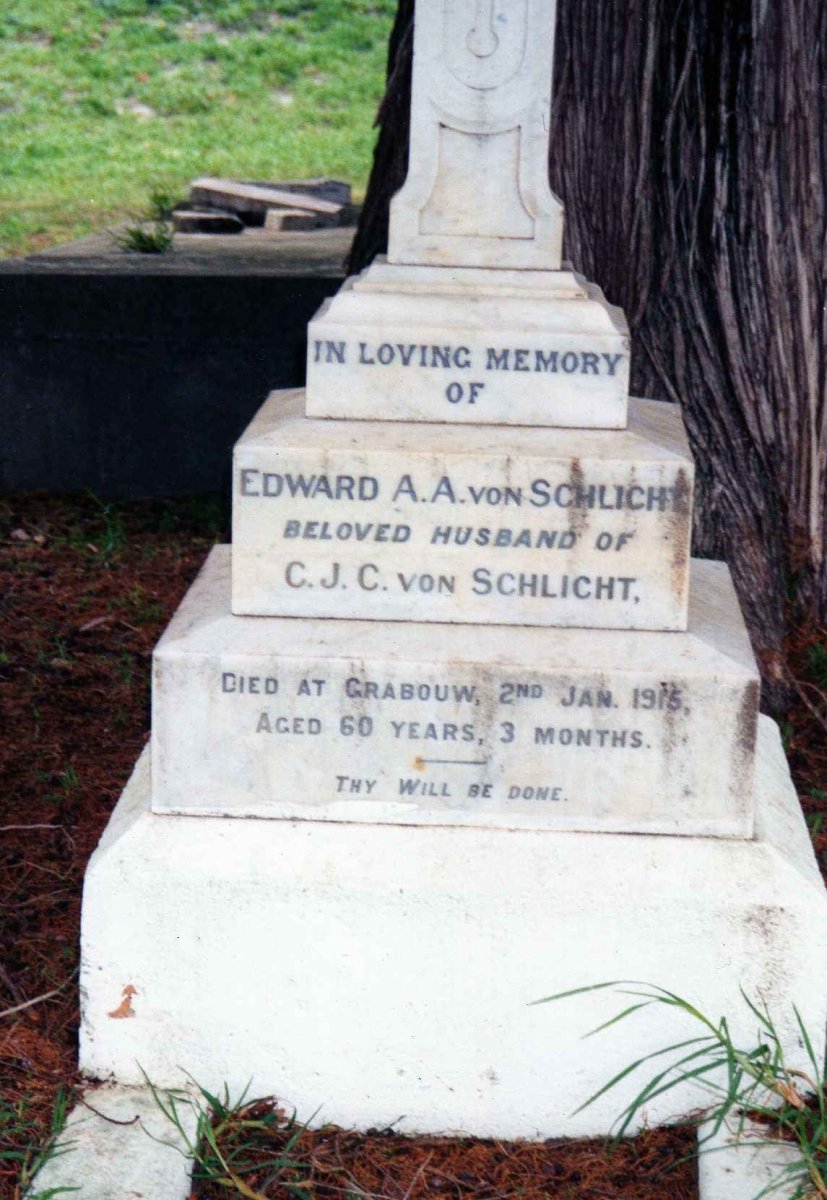 IN LOVING MEMORY
OF
EDWARD A.A. VON SCHLICHT
BELOVED HUSBAND OF
C.J.C. VON SCHLICHT,
DIED AT GRABOUW, 2ND JAN. 1915,
AGED 60 YEARS, 3 MONTHS.
THY WILL BE DONE.